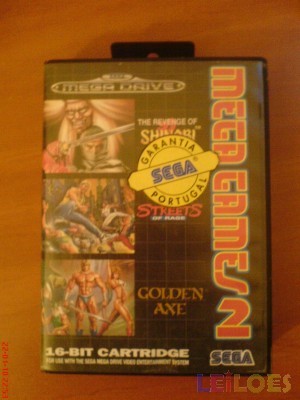 SEGA
MEGA DRIVE
THE REVENGE OF
SHINOBI
GARANTIA
SEGA
PORTUGAL
STREETS
OF RAGE
GOLDEN
AXE
MEGA GAMES 2
16-BIT CARTRIDGE
FOR USE WITH THE SEGA MEGA DRIVE VIDEO ENTERTAINMENT SYSTEM
SEGA
LEILOES